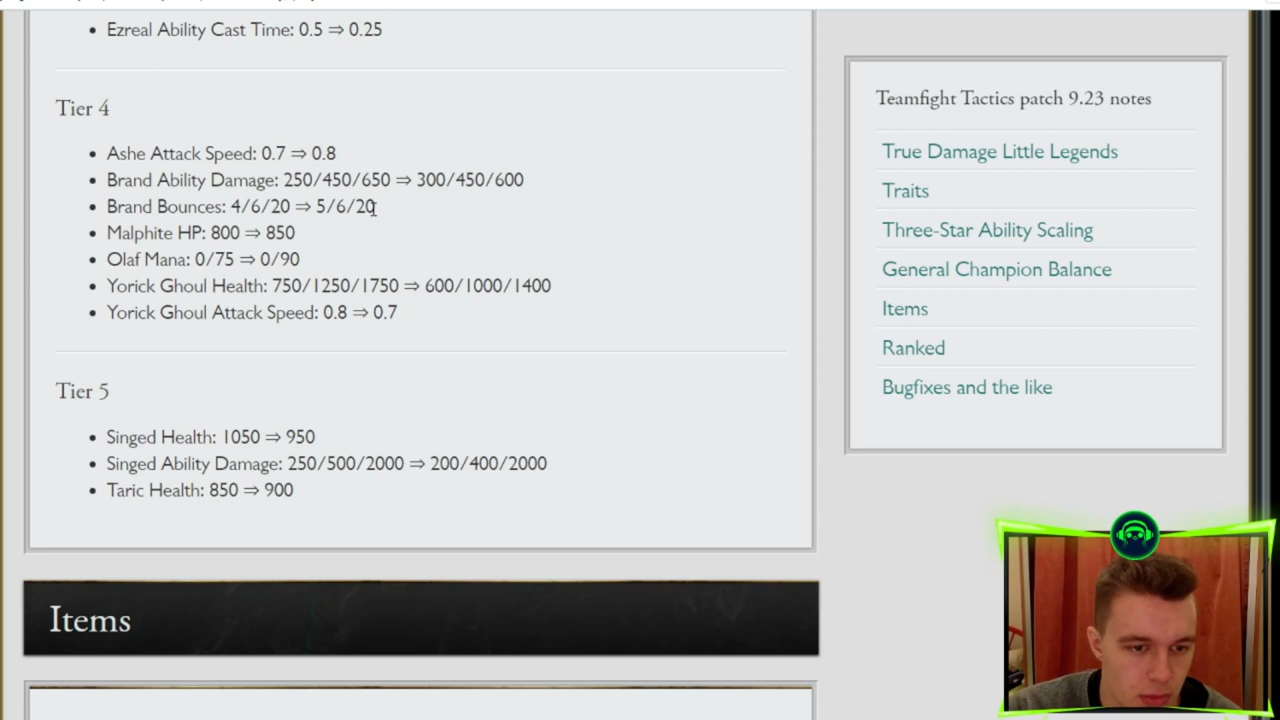 Ezreal Ability Cast Time: 0.5 ⇒ 0.25
Tier 4
Ashe Attack Speed: 0.7 ⇒ 0.8
Brand Ability Damage: 250/450/650 ⇒ 300/450/600
Brand Bounces: 4/6/20 ⇒ 5/6/20
Malphite HP: 800 ⇒ 850
Olaf Mana: 0/75 ⇒ 0/90
Yorick Ghoul Health: 750/1250/1750 ⇒ 600/1000/1400
Yorick Ghoul Attack Speed: 0.8 ⇒ 0.7
Tier 5
Singed Health: 1050 ⇒ 950
Singed Ability Damage: 250/500/2000 ⇒ 200/400/2000
Taric Health: 850 ⇒ 900
Items
Teamfight Tactics patch 9.23 notes
True Damage Little Legends
Traits
Three-Star Ability Scaling
General Champion Balance
Items
Ranked
Bugfixes and the like